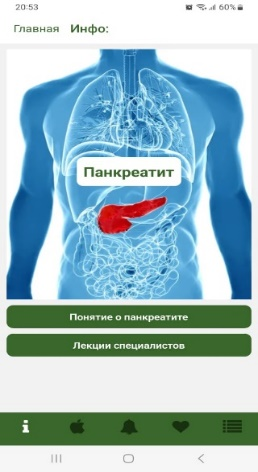 20:53 60%
Главная Инфо:
Панкреатит
Понятие о панкреатите
Лекции специалистов